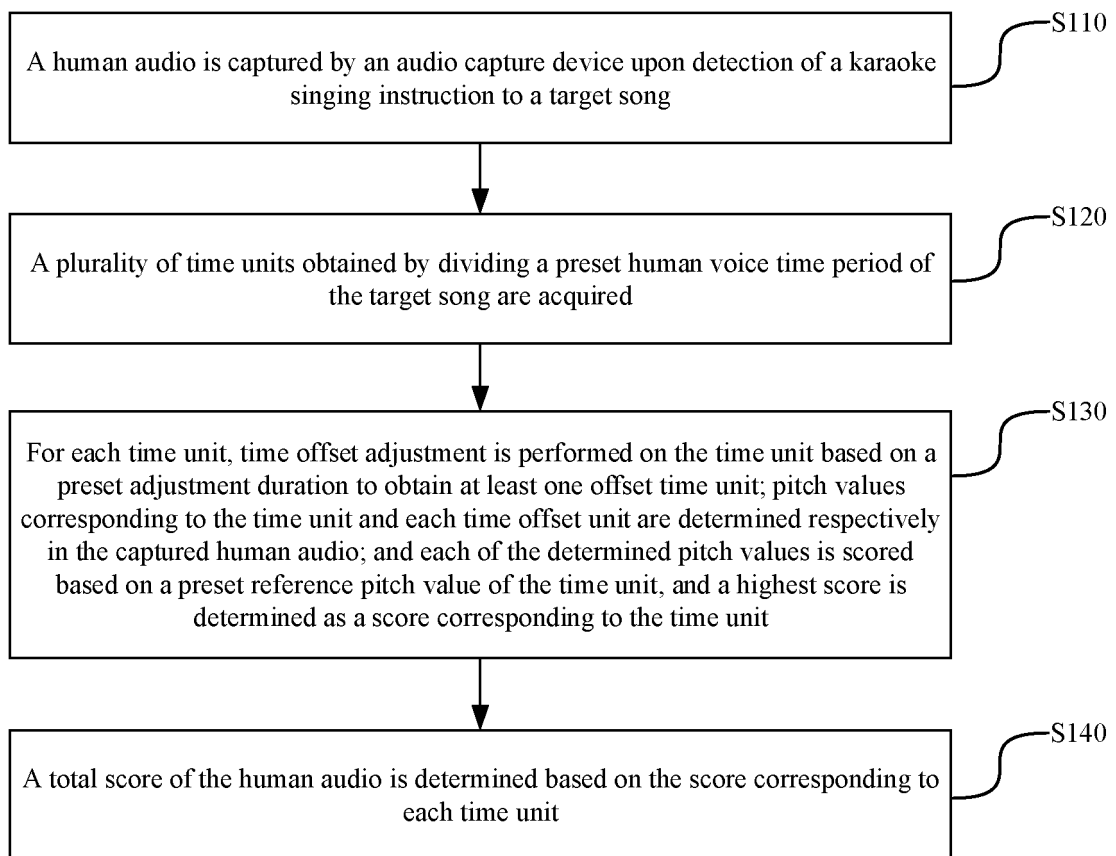 S110
A human audio is captured by an audio capture device upon detection of a karaoke
singing instruction to a target song
S120
A plurality of time units obtained by dividing a preset human voice time period of
the target song are acquired
S130
For each time unit, time offset adjustment is performed on the time unit based on a
preset adjustment duration to obtain at least one offset time unit; pitch values
corresponding to the time unit and each time offset unit are determined respectively
in the captured human audio; and each of the determined pitch values is scored
based on a preset reference pitch value of the time unit, and a highest score is
determined as a score corresponding to the time unit
S140
A total score of the human audio is determined based on the score corresponding to
each time unit